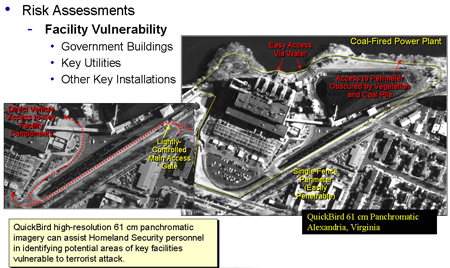 • Risk Assessments
- Facility Vulnerability
• Government Buildings
• Key Utilities
• Other Key Installations
Coal-Fired Power Plant
Easy Access
Via Water
Access to Perimeter
Obscured by Vegetation
and Coal Pile
Direct Vehicle
Access to Key
Facility
Components
Lightly-
Controlled
Main Access
Gate
Single Fence
Perimeter
(Easily
Penetrable)
QuickBird 61 cm Panchromatic
Alexandria, Virginia
QuickBird high-resolution 61 cm panchromatic
imagery can assist Homeland Security personnel
in identifying potential areas of key facilities
vulnerable to terrorist attack.